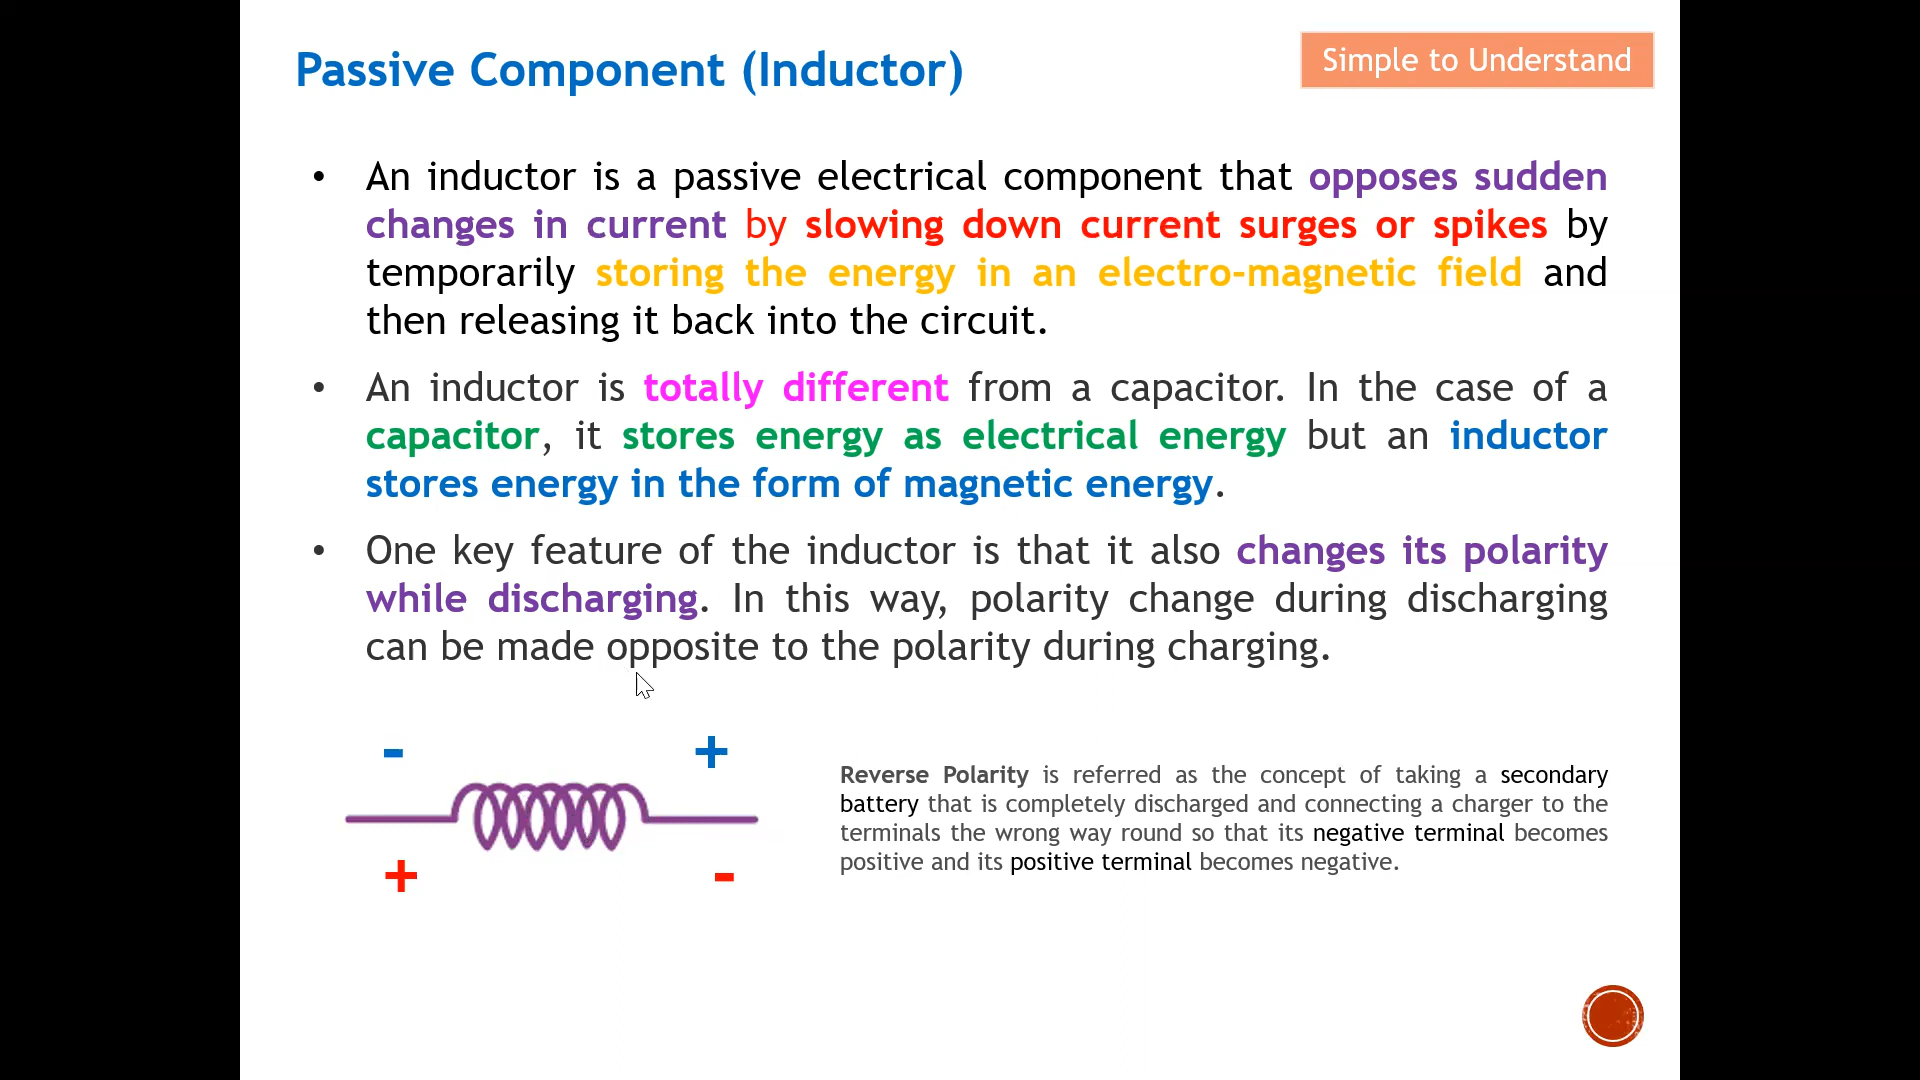 Passive Component (Inductor)
Simple to Understand
• An inductor is a passive electrical component that opposes sudden
changes in current by slowing down current surges or spikes by
temporarily storing the energy in an electro-magnetic field and
then releasing it back into the circuit.
• An inductor is totally different from a capacitor. In the case of a
capacitor, it stores energy as electrical energy but an inductor
stores energy in the form of magnetic energy.
• One key feature of the inductor is that it also changes its polarity
while discharging. In this way, polarity change during discharging
can be made opposite to the polarity during charging.
- +
+ -
Reverse Polarity is referred as the concept of taking a secondary
battery that is completely discharged and connecting a charger to the
terminals the wrong way round so that its negative terminal becomes
positive and its positive terminal becomes negative.